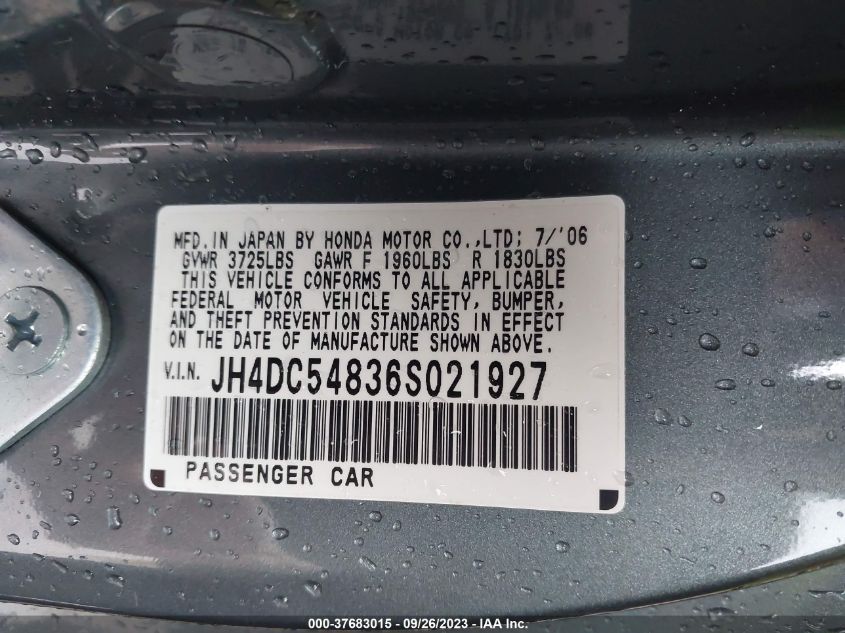 MFD. IN JAPAN BY HONDA MOTOR CO.,LTD; 7/'06
GVWR 3725LBS GAWR F 1960LBS R 1830LBS
THIS VEHICLE CONFORMS TO ALL APPLICABLE
FEDERAL MOTOR VEHICLE SAFETY, BUMPER,
AND THEFT PREVENTION STANDARDS IN EFFECT
ON THE DATE OF MANUFACTURE SHOWN ABOVE.
V.I.N. JH4DC54836S021927
PASSENGER CAR
000-37683015 / 09/26/2023 - IAA Inc.